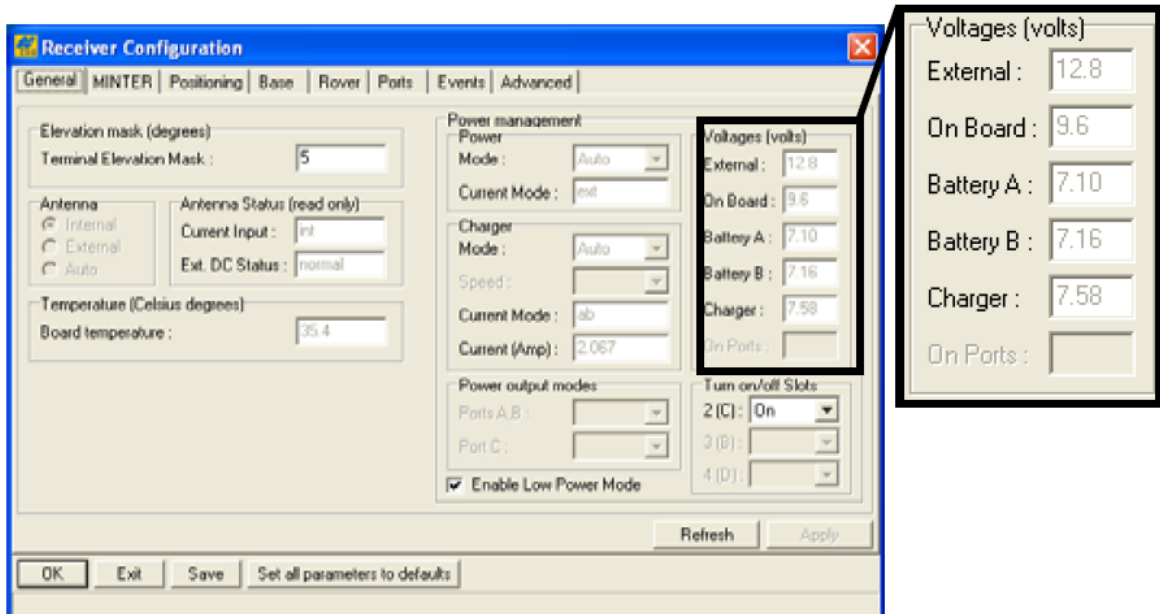 Receiver Configuration
General MINTER Positioning Base Rover Ports Events Advanced
Elevation mask (degrees)
Terminal Elevation Mask : 5
Antenna
Internal
External
Auto
Antenna Status (read only)
Current Input : int
Ext. DC Status : normal
Temperature (Celsius degrees)
Board temperature : 35.4
Power management
Power
Mode : Auto
Current Mode : ext
Charger
Mode : Auto
Speed :
Current Mode : ab
Current (Amp) : 2.067
Power output modes
Ports A,B :
Port C :
Enable Low Power Mode
Voltages (volts)
External : 12.8
On Board : 9.6
Battery A : 7.10
Battery B : 7.16
Charger : 7.58
On Ports :
Turn on/off Slots
2 (C) : On
3 (B) :
4 (D) :
Refresh Apply
OK Exit Save Set all parameters to defaults
Voltages (volts)
External : 12.8
On Board : 9.6
Battery A : 7.10
Battery B : 7.16
Charger : 7.58
On Ports :